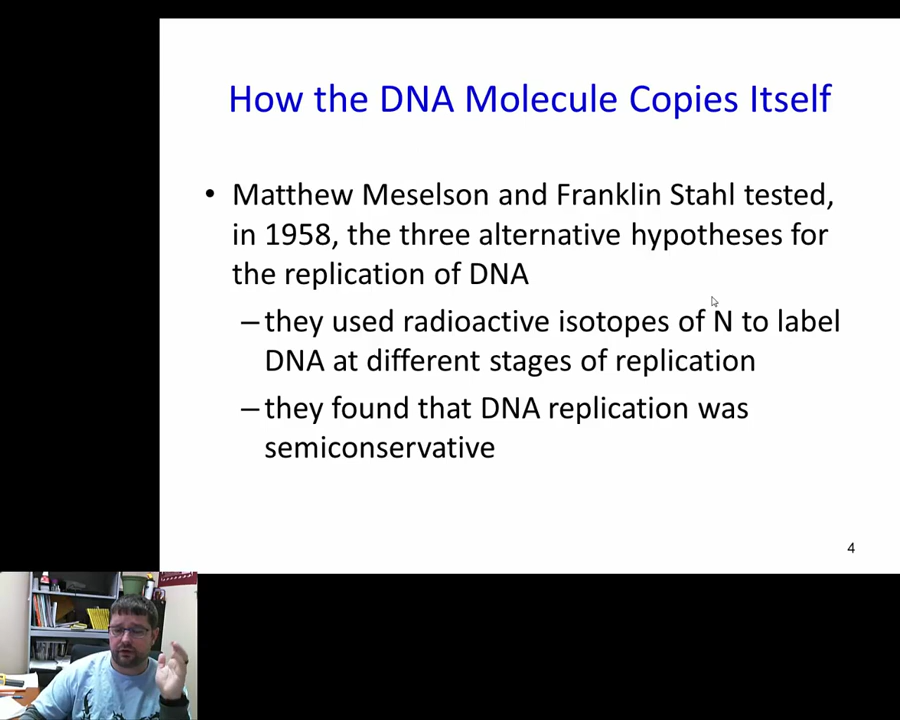 How the DNA Molecule Copies Itself
• Matthew Meselson and Franklin Stahl tested,
in 1958, the three alternative hypotheses for
the replication of DNA
–they used radioactive isotopes of N to label
DNA at different stages of replication
–they found that DNA replication was
semiconservative
4